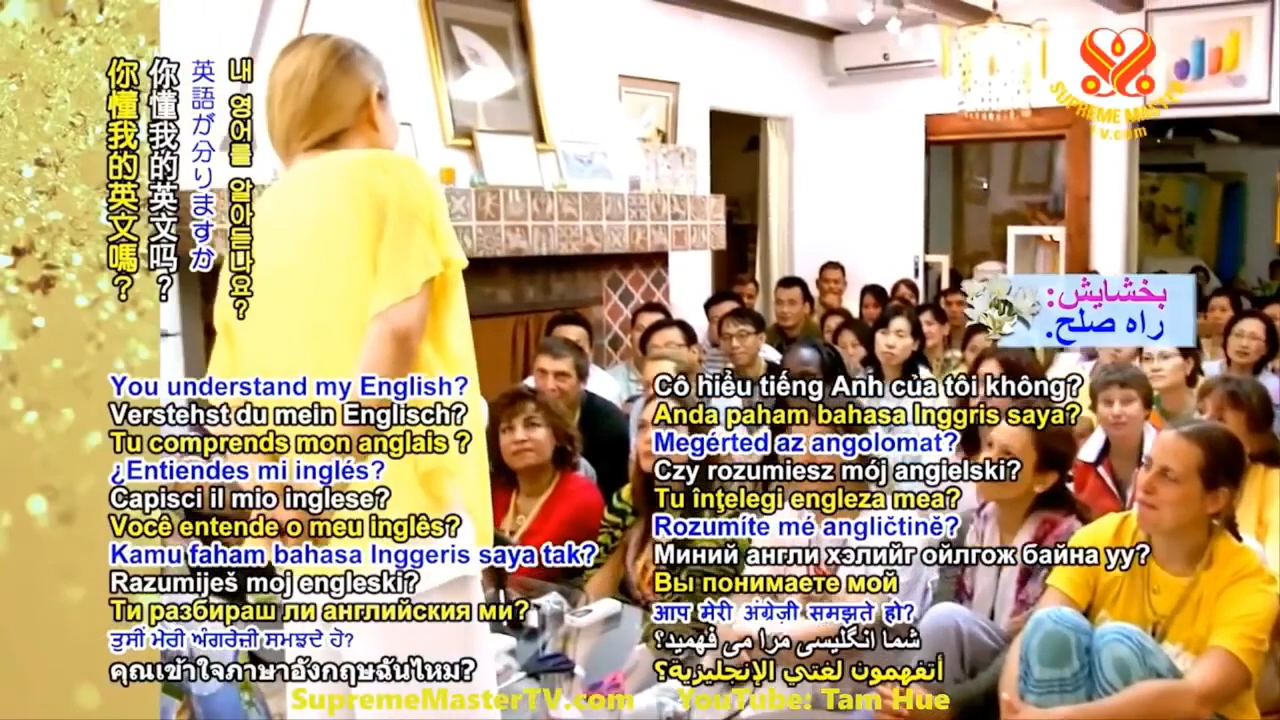 你懂我的英文嗎？
你懂我的英文吗？
英語が分りますか
내 영어를 알아듣나요?
SUPREME MASTER
TV.com
بخشایش:
راه صلح.
You understand my English?
Verstehst du mein Englisch?
Tu comprends mon anglais ?
¿Entiendes mi inglés?
Capisci il mio inglese?
Você entende o meu inglês?
Kamu faham bahasa Inggeris saya tak?
Razumiješ moj engleski?
Ти разбираш ли английския ми?
ਤੁਸੀਂ ਮੇਰੀ ਅੰਗਰੇਜ਼ੀ ਸਮਝਦੇ ਹੋ?
คุณเข้าใจภาษาอังกฤษฉันไหม?
Cô hiểu tiếng Anh của tôi không?
Anda paham bahasa Inggris saya?
Megérted az angolomat?
Czy rozumiesz mój angielski?
Tu înţelegi engleza mea?
Rozumíte mé angličtině?
Миний англи хэлийг ойлгож байна уу?
Вы понимаете мой
आप मेरी अंग्रेज़ी समझते हो?
شما انگلیسی مرا می فهمید؟
أتفهمون لغتي الإنجليزية؟
SupremeMasterTV.com YouTube: Tam Hue